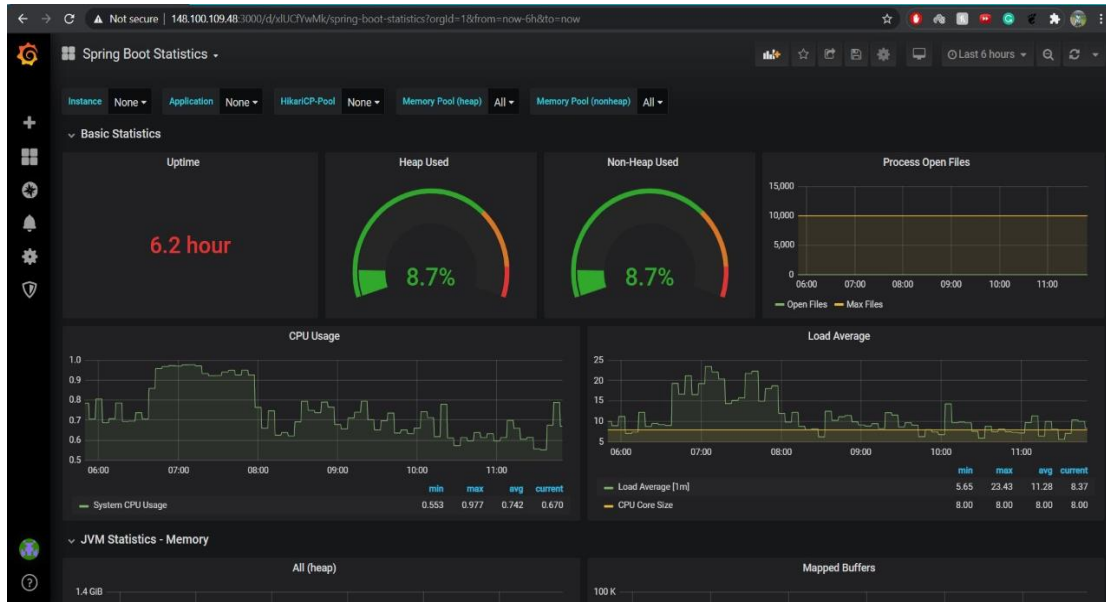 Not secure | 148.100.109.48:3000/d/xlUCfYwMk/spring-boot-statistics?orgId=1&from=now-6h&to=now
Spring Boot Statistics
Last 6 hours
Instance None Application None HikariCP-Pool None Memory Pool (heap) All Memory Pool (nonheap) All
Basic Statistics
Uptime
6.2 hour
Heap Used
8.7%
Non-Heap Used
8.7%
Process Open Files
15,000
10,000
5,000
0
06:00 07:00 08:00 09:00 10:00 11:00
Open Files Max Files
CPU Usage
1.0
0.9
0.8
0.7
0.6
0.5
06:00 07:00 08:00 09:00 10:00 11:00
min max avg current
System CPU Usage 0.553 0.977 0.742 0.670
Load Average
25
20
15
10
5
06:00 07:00 08:00 09:00 10:00 11:00
min max avg current
Load Average [1m] 5.65 23.43 11.28 8.37
CPU Core Size 8.00 8.00 8.00 8.00
JVM Statistics - Memory
All (heap)
1.4 GiB
Mapped Buffers
100 K